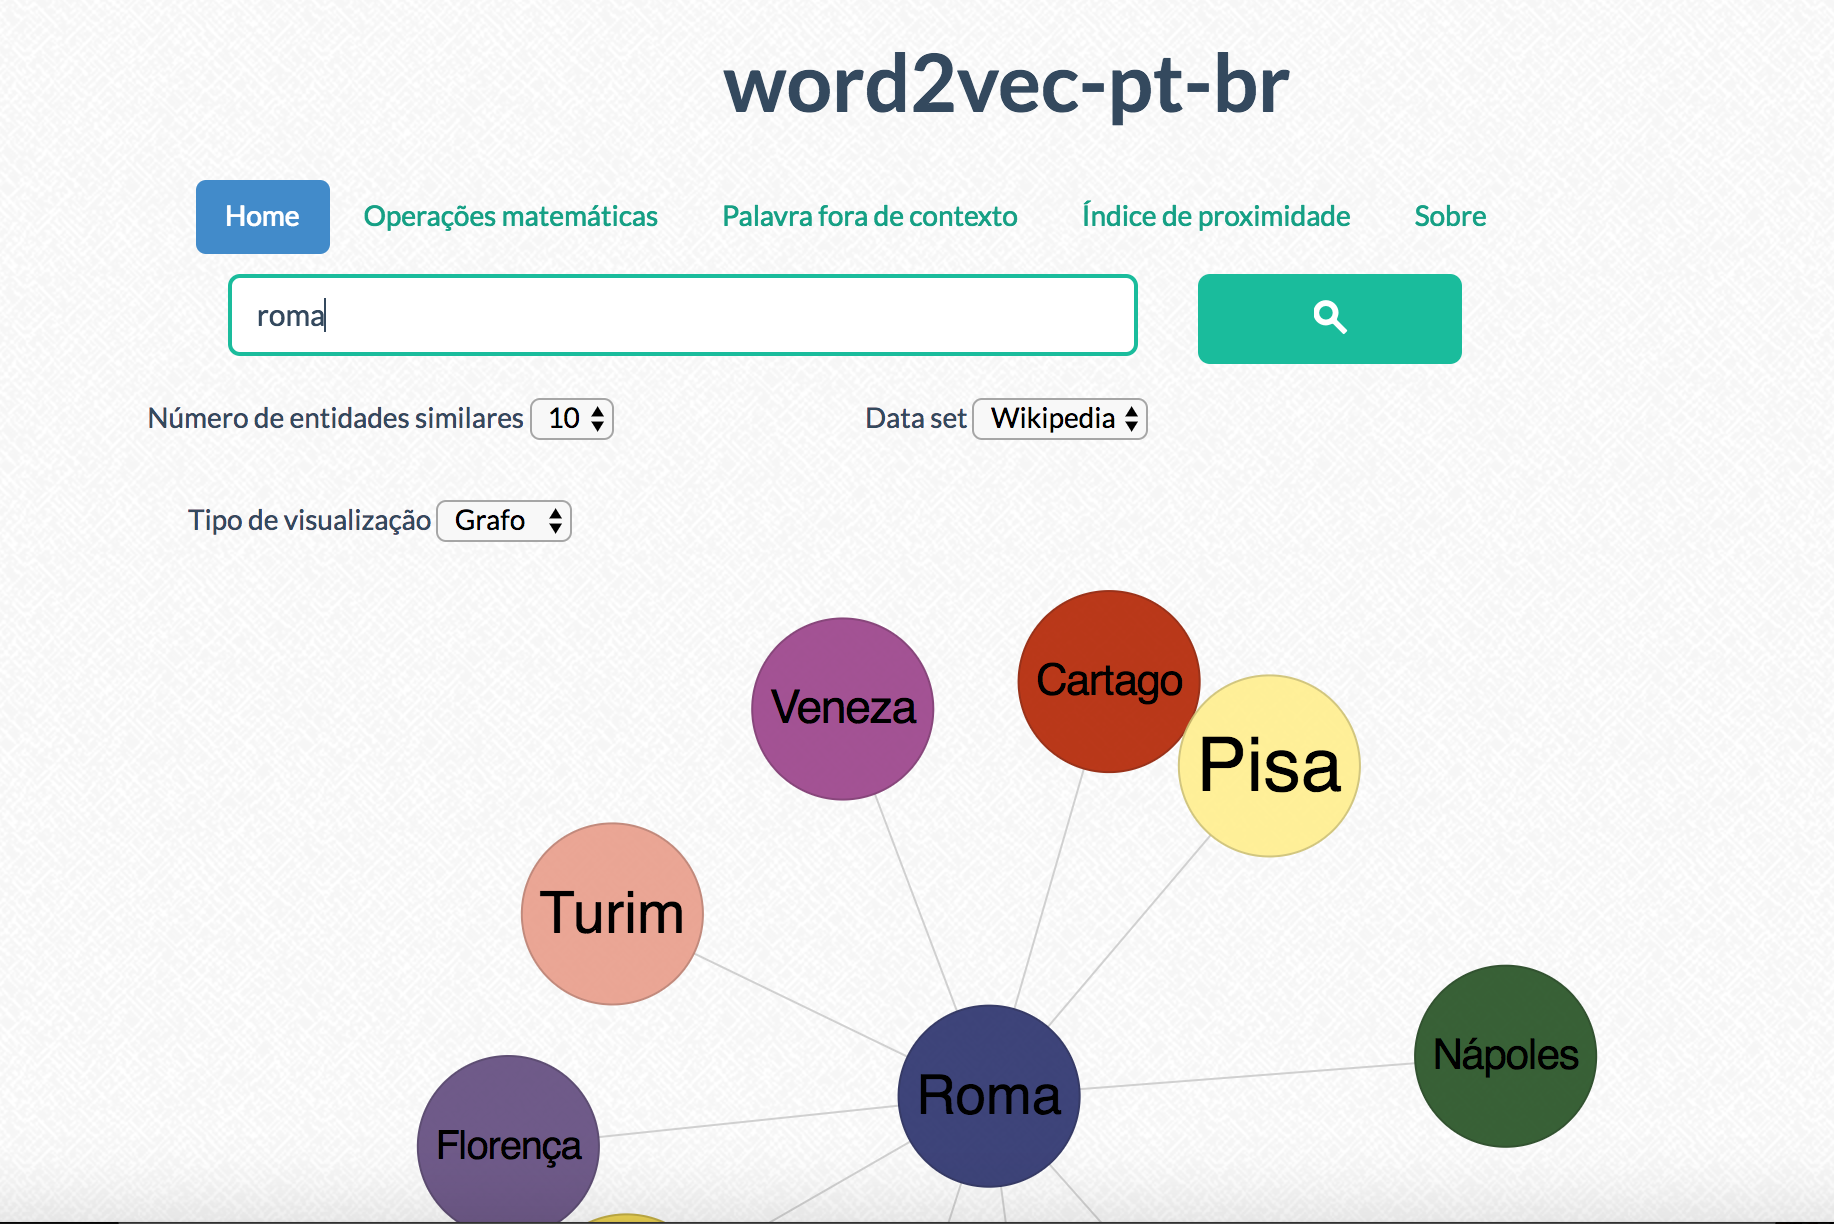 word2vec-pt-br
Home Operações matemáticas Palavra fora de contexto Índice de proximidade Sobre
roma
Número de entidades similares 10 Data set Wikipedia
Tipo de visualização Grafo
Cartago
Veneza
Pisa
Turim
Nápoles
Roma
Florença